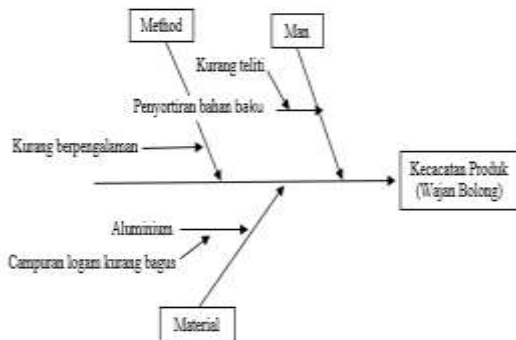 Method
Man
Kurang teliti
Penyortiran bahan baku
Kurang berpengalaman
Kecacatan Produk
(Wajan Bolong)
Aluminium
Campuran logam kurang bagus
Material